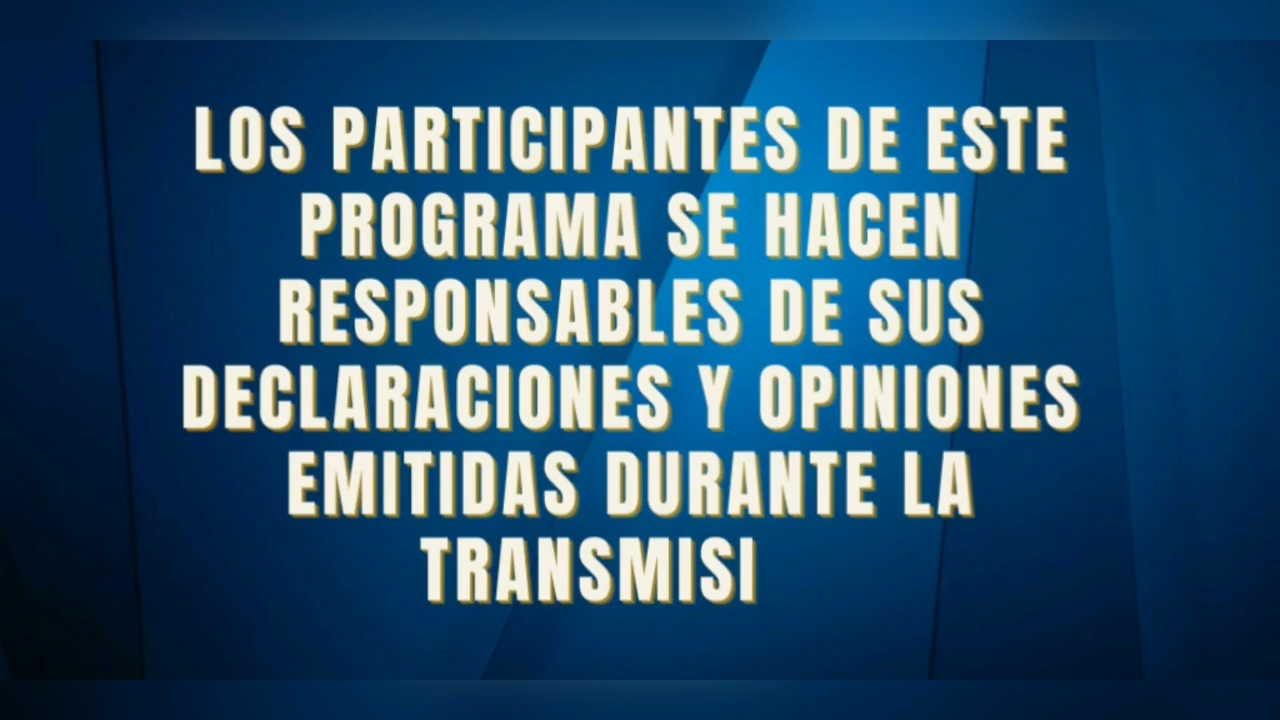 LOS PARTICIPANTES DE ESTE
PROGRAMA SE HACEN
RESPONSABLES DE SUS
DECLARACIONES Y OPINIONES
EMITIDAS DURANTE LA
TRANSMISI